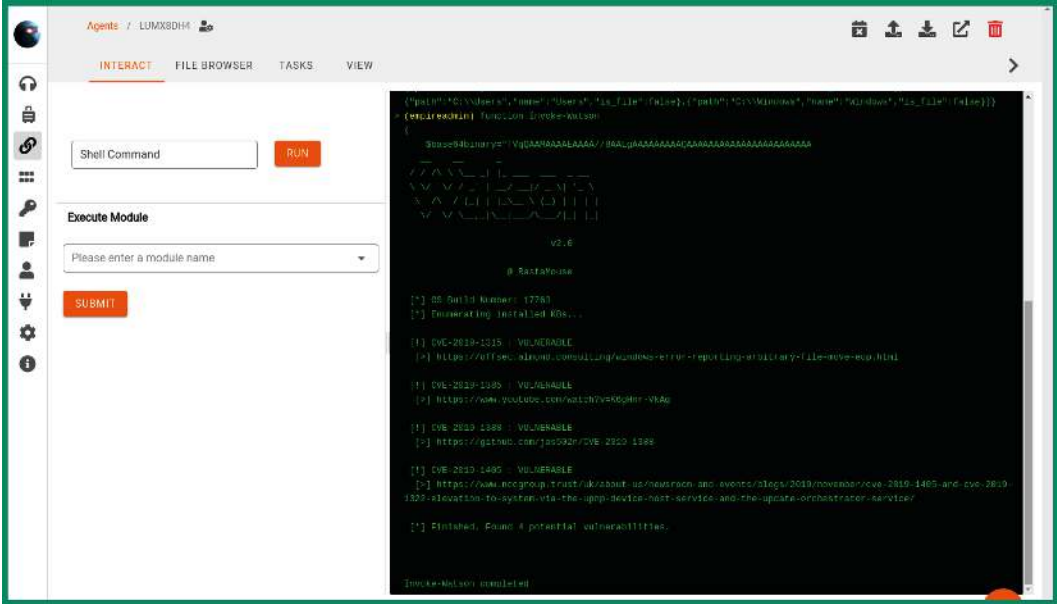 Agents / LUMX8DH4
INTERACT FILE BROWSER TASKS VIEW
Shell Command
RUN
Execute Module
Please enter a module name
SUBMIT
{"path":"C:\\Users","name":"Users","is_file":false},{"path":"C:\\Windows","name":"Windows","is_file":false}]}
> (empireadmin) function Invoke-Watson
{
v2.0
@ RastaMouse
[*] OS Build Number: 17763
[*] Enumerating installed KBs...
[!] CVE-2019-1315 : VULNERABLE
[>] https://offsec.almond.consulting/windows-error-reporting-arbitrary-file-move-eop.html
[!] CVE-2019-1385 : VULNERABLE
[>] https://www.youtube.com/watch?v=K6gHnr-VkAg
[!] CVE-2019-1388 : VULNERABLE
[>] https://github.com/jas502n/CVE-2019-1388
[!] CVE-2019-1405 : VULNERABLE
[>] https://www.nccgroup.trust/uk/about-us/newsroom-and-events/blogs/2019/november/cve-2019-1405-and-cve-2019-
1322-elevation-to-system-via-the-upnp-device-host-service-and-the-update-orchestrator-service/
[*] Finished. Found 4 potential vulnerabilities.
Invoke-Watson completed